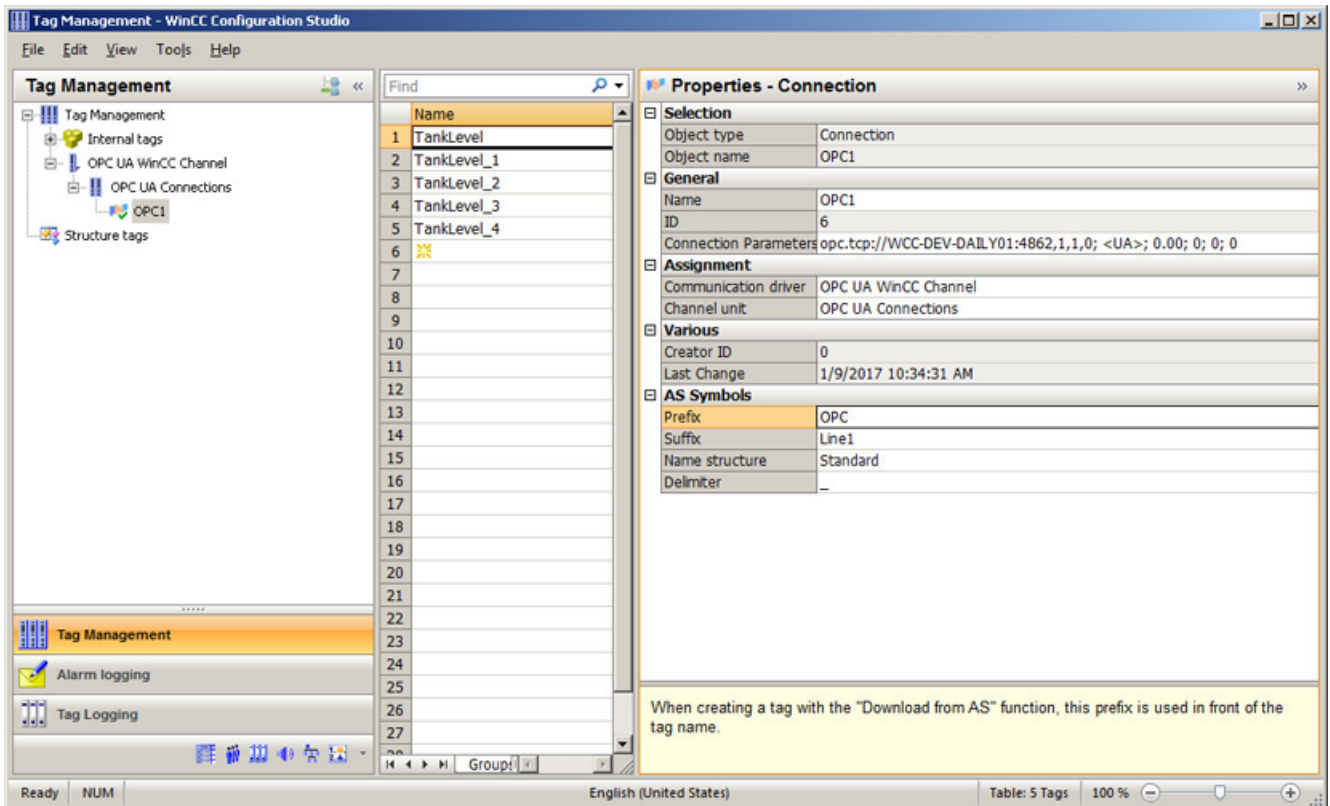 Tag Management - WinCC Configuration Studio
File Edit View Tools Help
Tag Management «
Tag Management
Internal tags
OPC UA WinCC Channel
OPC UA Connections
OPC1
Structure tags
Tag Management
Alarm logging
Tag Logging
Find
Name
1 TankLevel
2 TankLevel_1
3 TankLevel_2
4 TankLevel_3
5 TankLevel_4
6
7
8
9
10
11
12
13
14
15
16
17
18
19
20
21
22
23
24
25
26
27
Properties - Connection »
Selection
Object type Connection
Object name OPC1
General
Name OPC1
ID 6
Connection Parameters opc.tcp://WCC-DEV-DAILY01:4862,1,1,0; <UA>; 0.00; 0; 0; 0
Assignment
Communication driver OPC UA WinCC Channel
Channel unit OPC UA Connections
Various
Creator ID 0
Last Change 1/9/2017 10:34:31 AM
AS Symbols
Prefix OPC
Suffix Line1
Name structure Standard
Delimiter _
When creating a tag with the "Download from AS" function, this prefix is used in front of the
tag name.
Ready NUM English (United States) Table: 5 Tags 100 %